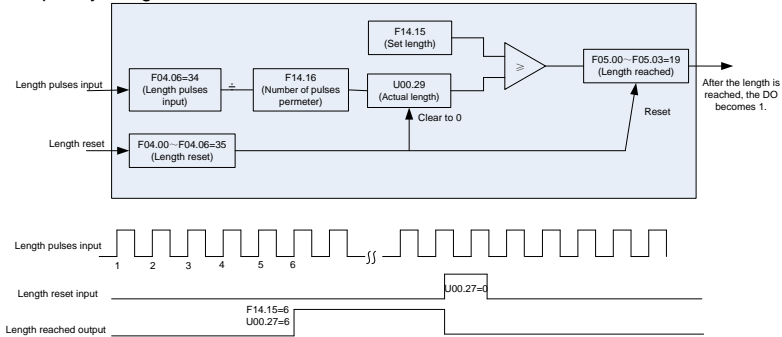 F14.15
(Set length)
Length pulses input
F04.06=34
(Length pulses
input)
÷
F14.16
(Number of pulses
permeter)
U00.29
(Actual length)
≥
F05.00～F05.03=19
(Length reached)
After the length is
reached, the DO
becomes 1.
Clear to 0
Reset
Length reset
F04.00～F04.06=35
(Length reset)
Length pulses input
1 2 3 4 5 6
Length reset input
U00.27=0
F14.15=6
U00.27=6
Length reached output